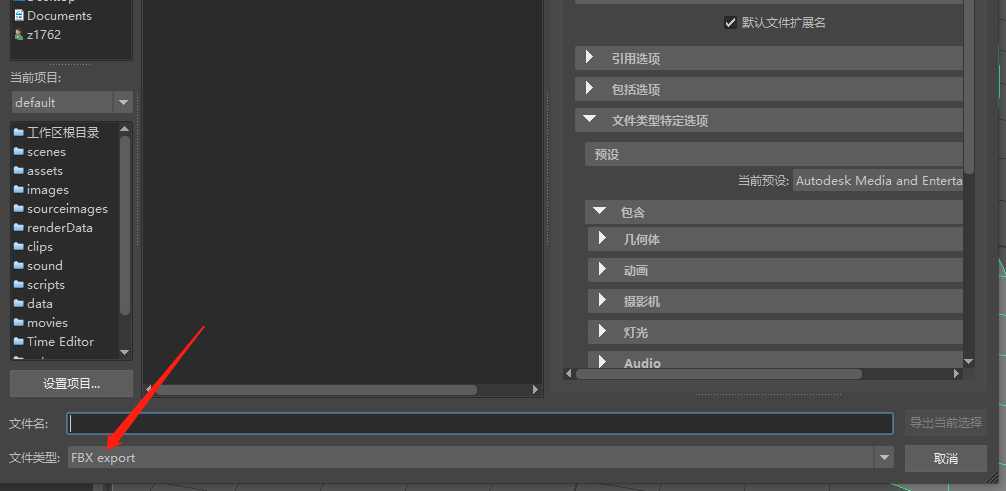 Documents
z1762
当前项目:
default
工作区根目录
scenes
assets
images
sourceimages
renderData
clips
sound
scripts
data
movies
Time Editor
设置项目...
默认文件扩展名
引用选项
包括选项
文件类型特定选项
预设
当前预设: Autodesk Media and Enterta
包含
几何体
动画
摄影机
灯光
Audio
文件名:
导出当前选择
文件类型: FBX export
取消